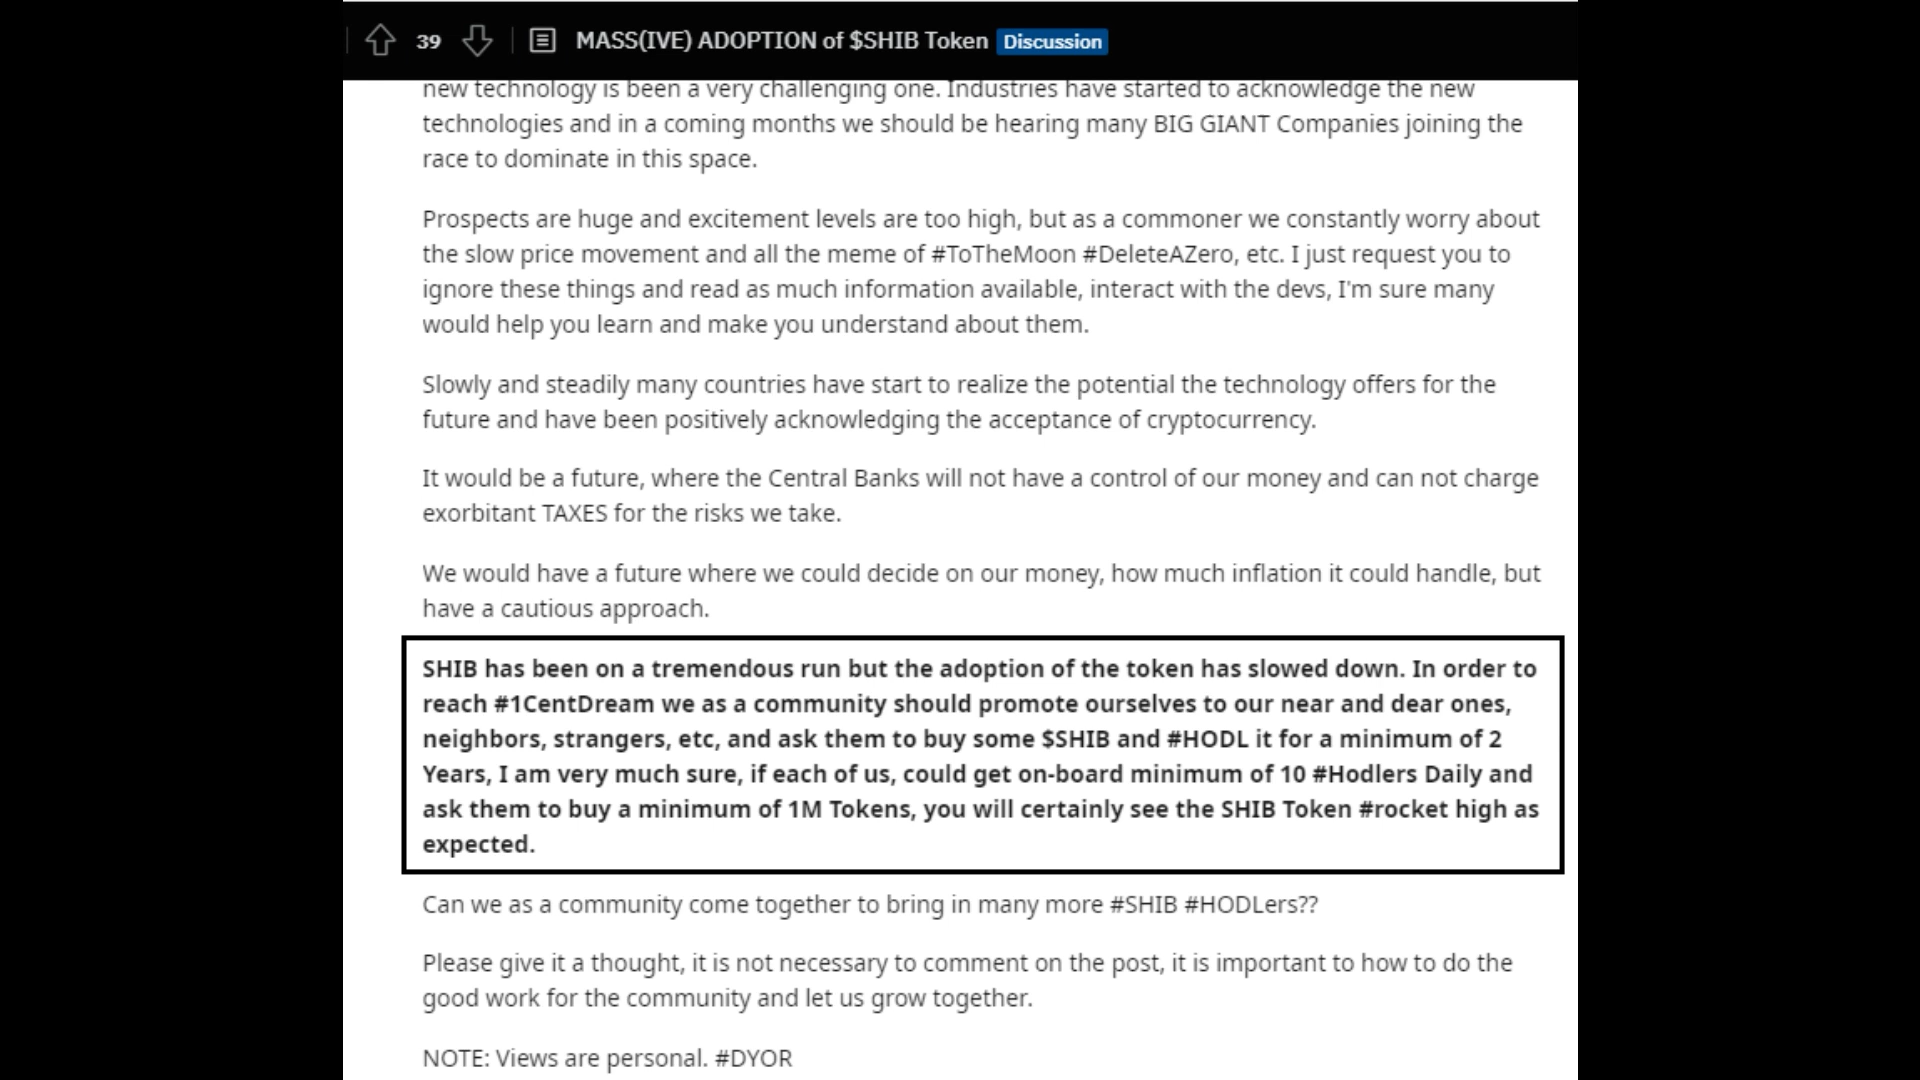 39 MASS(IVE) ADOPTION of $SHIB Token Discussion
new technology is been a very challenging one. Industries have started to acknowledge the new
technologies and in a coming months we should be hearing many BIG GIANT Companies joining the
race to dominate in this space.
Prospects are huge and excitement levels are too high, but as a commoner we constantly worry about
the slow price movement and all the meme of #ToTheMoon #DeleteAZero, etc. I just request you to
ignore these things and read as much information available, interact with the devs, I'm sure many
would help you learn and make you understand about them.
Slowly and steadily many countries have start to realize the potential the technology offers for the
future and have been positively acknowledging the acceptance of cryptocurrency.
It would be a future, where the Central Banks will not have a control of our money and can not charge
exorbitant TAXES for the risks we take.
We would have a future where we could decide on our money, how much inflation it could handle, but
have a cautious approach.
SHIB has been on a tremendous run but the adoption of the token has slowed down. In order to
reach #1CentDream we as a community should promote ourselves to our near and dear ones,
neighbors, strangers, etc, and ask them to buy some $SHIB and #HODL it for a minimum of 2
Years, I am very much sure, if each of us, could get on-board minimum of 10 #Hodlers Daily and
ask them to buy a minimum of 1M Tokens, you will certainly see the SHIB Token #rocket high as
expected.
Can we as a community come together to bring in many more #SHIB #HODLers??
Please give it a thought, it is not necessary to comment on the post, it is important to how to do the
good work for the community and let us grow together.
NOTE: Views are personal. #DYOR